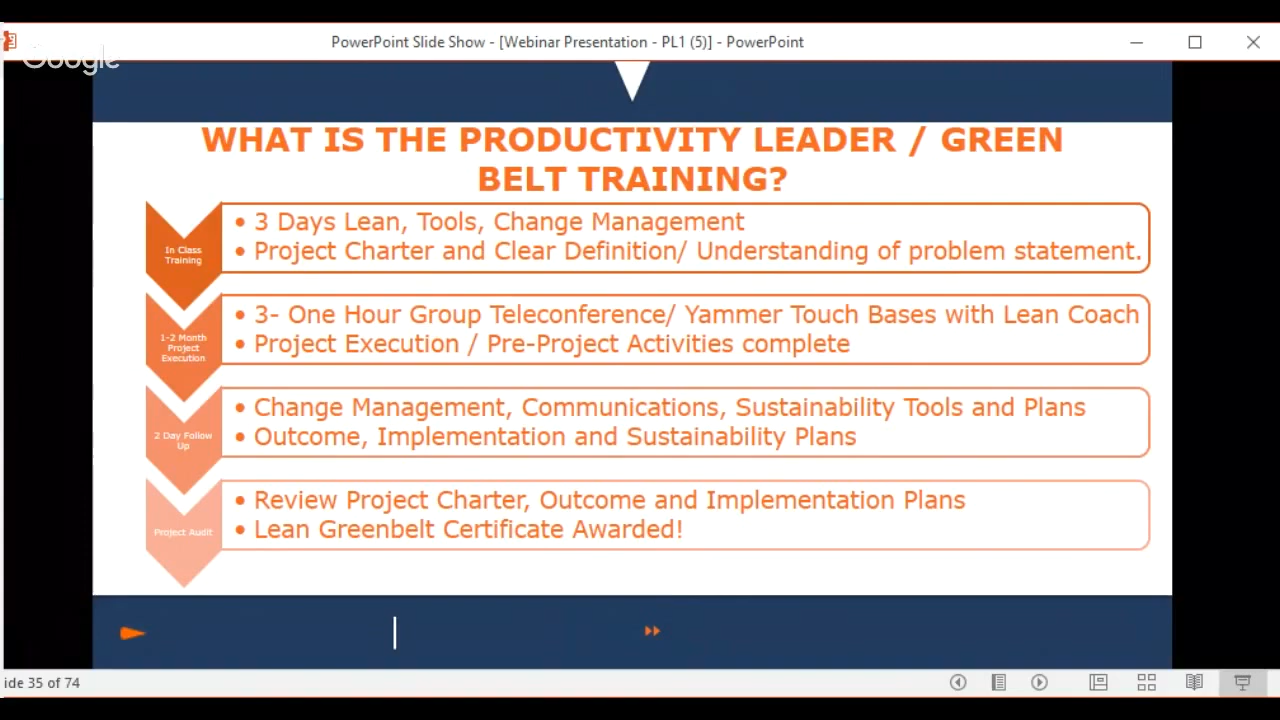 PowerPoint Slide Show - [Webinar Presentation - PL1 (5)] - PowerPoint
Google
WHAT IS THE PRODUCTIVITY LEADER / GREEN
BELT TRAINING?
In Class
Training
• 3 Days Lean, Tools, Change Management
• Project Charter and Clear Definition/ Understanding of problem statement.
1-2 Month
Project
Execution
• 3- One Hour Group Teleconference/ Yammer Touch Bases with Lean Coach
• Project Execution / Pre-Project Activities complete
2 Day Follow
Up
• Change Management, Communications, Sustainability Tools and Plans
• Outcome, Implementation and Sustainability Plans
Project Audit
• Review Project Charter, Outcome and Implementation Plans
• Lean Greenbelt Certificate Awarded!
ide 35 of 74